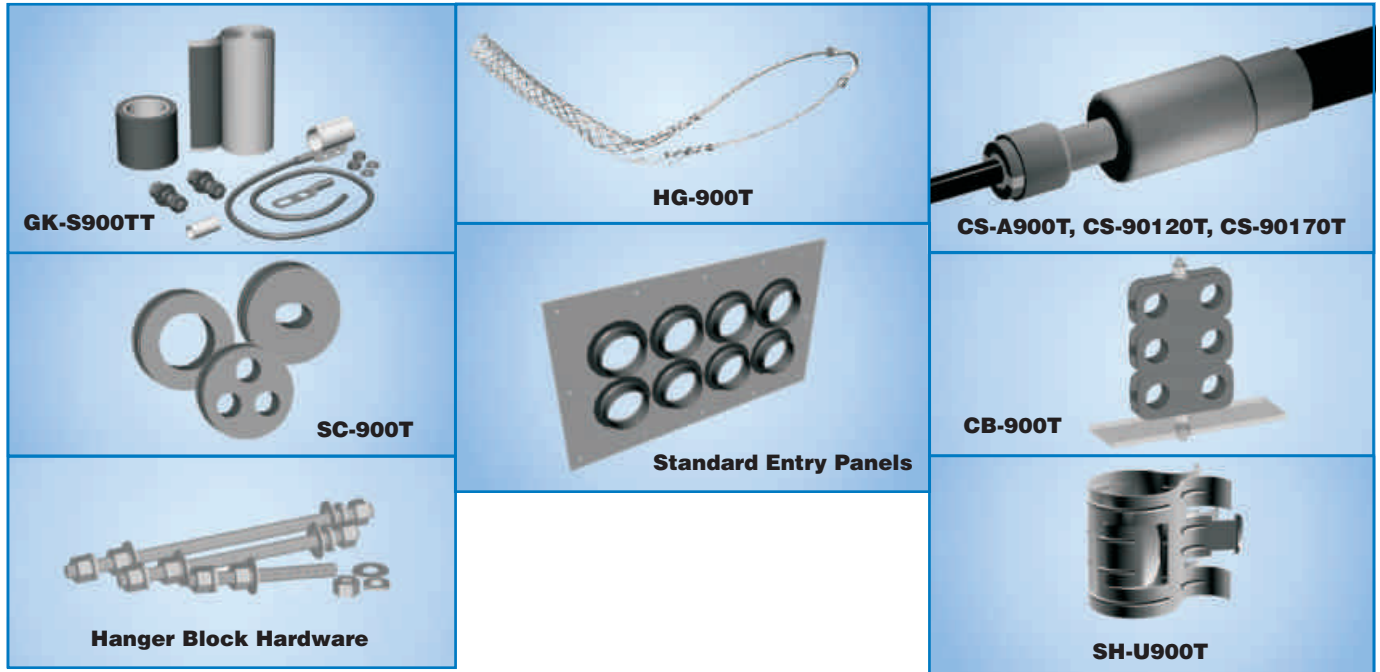 GK-S900TT
HG-900T
CS-A900T, CS-90120T, CS-90170T
SC-900T
Standard Entry Panels
CB-900T
Hanger Block Hardware
SH-U900T